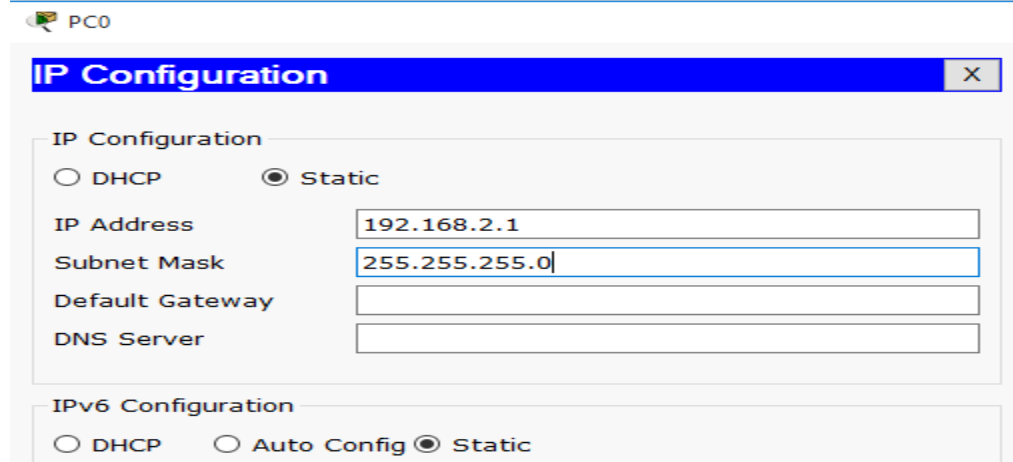 PC0
IP Configuration X
IP Configuration
DHCP Static
IP Address 192.168.2.1
Subnet Mask 255.255.255.0
Default Gateway
DNS Server
IPv6 Configuration
DHCP Auto Config Static